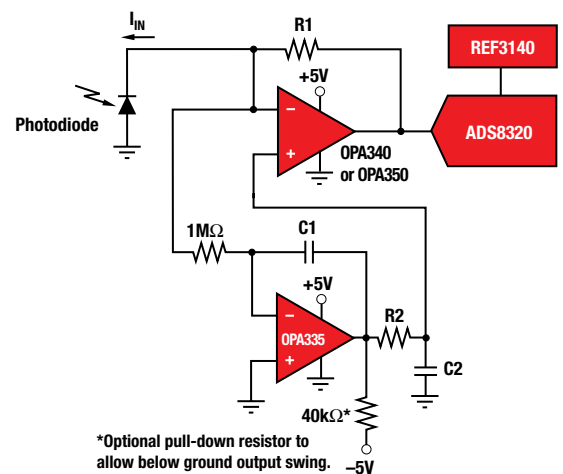 I_IN
R1
REF3140
+5V
–
Photodiode
ADS8320
+
OPA340
or OPA350
1MΩ
C1
+5V
R2
–
OPA335
+
C2
40kΩ*
*Optional pull-down resistor to
allow below ground output swing.
–5V